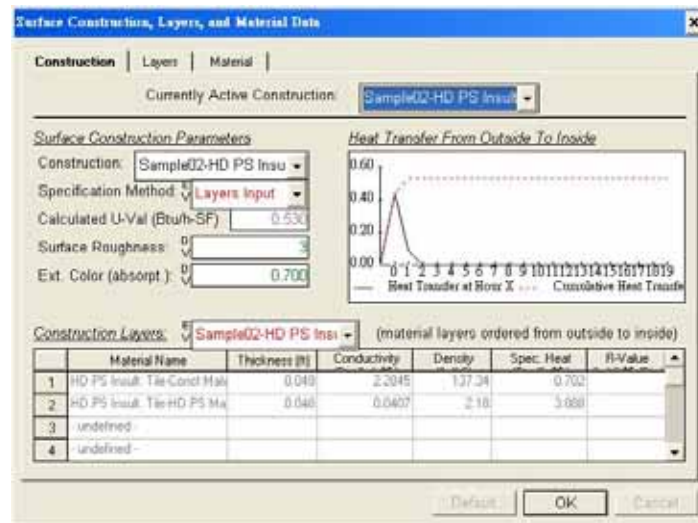 Surface Construction, Layers, and Material Data
Construction Layers Material
Currently Active Construction: Sample02-HD PS Insult
Surface Construction Parameters
Construction: Sample02-HD PS Insu
Specification Method: Layers Input
Calculated U-Val (Btu/h-SF) 0.530
Surface Roughness: 3
Ext. Color (absorpt.): 0.700
Heat Transfer From Outside To Inside
0.60
0.40
0.20
0.00
0 1 2 3 4 5 6 7 8 9 10 11 12 13 14 15 16 17 18 19
Heat Transfer at Hour X Cumulative Heat Transfe
Construction Layers: Sample02-HD PS Insu (material layers ordered from outside to inside)
Material Name Thickness (ft) Conductivity Density Spec. Heat R-Value
1 HD PS Insult. Tile-Conct Mate 0.049 2.2045 137.34 0.702
2 HD PS Insult. Tile-HD PS Ma 0.0407 2.18
3 - undefined -
4 - undefined -
Default OK Cancel